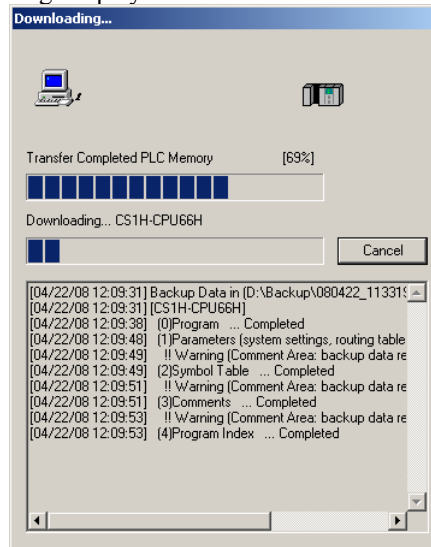 Downloading...
Transfer Completed PLC Memory [69%]
Downloading... CS1H-CPU66H
Cancel
[04/22/08 12:09:31] Backup Data in (D:\Backup\080422_11331
[04/22/08 12:09:31] [CS1H-CPU66H]
[04/22/08 12:09:38] (0)Program ... Completed
[04/22/08 12:09:48] (1)Parameters (system settings, routing table
[04/22/08 12:09:49] !! Warning (Comment Area: backup data re
[04/22/08 12:09:49] (2)Symbol Table ... Completed
[04/22/08 12:09:51] !! Warning (Comment Area: backup data re
[04/22/08 12:09:51] (3)Comments ... Completed
[04/22/08 12:09:53] !! Warning (Comment Area: backup data re
[04/22/08 12:09:53] (4)Program Index ... Completed